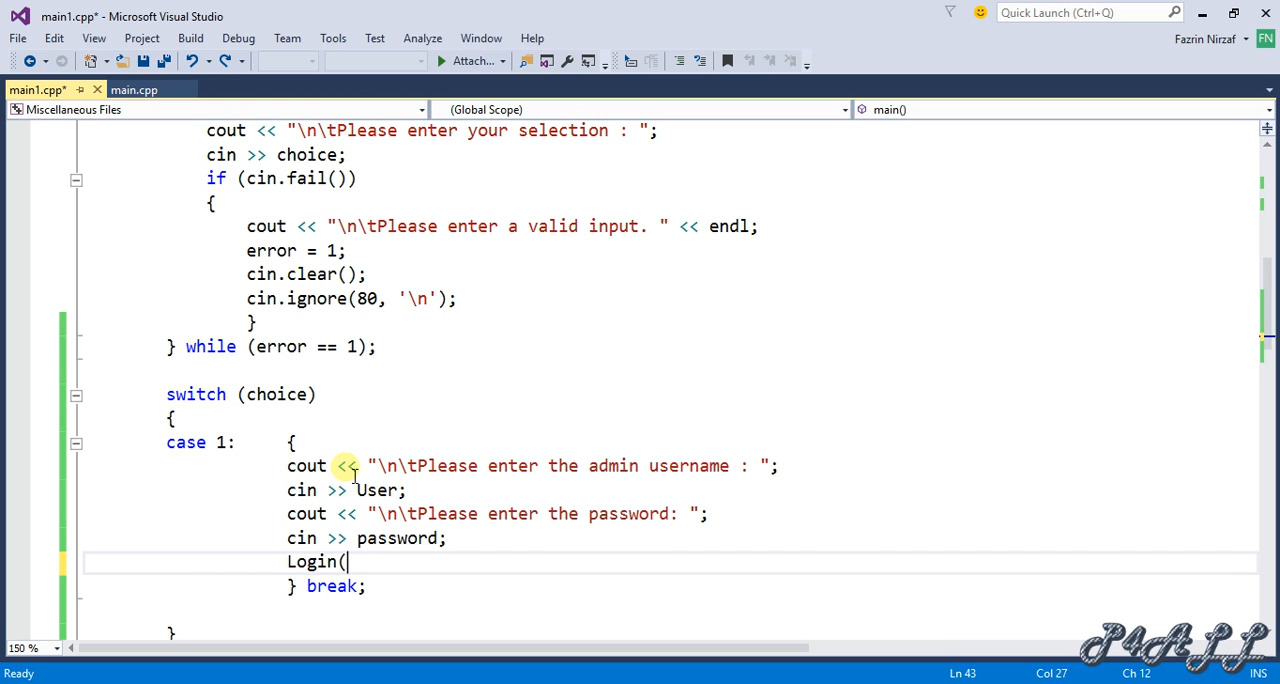 main1.cpp* - Microsoft Visual Studio
Quick Launch (Ctrl+Q)
File Edit View Project Build Debug Team Tools Test Analyze Window Help
Fazrin Nirzaf FN
Attach...
main1.cpp* main.cpp
Miscellaneous Files (Global Scope) main()
cout << "\n\tPlease enter your selection : ";
cin >> choice;
if (cin.fail())
{
cout << "\n\tPlease enter a valid input. " << endl;
error = 1;
cin.clear();
cin.ignore(80, '\n');
}
} while (error == 1);
switch (choice)
{
case 1: {
cout << "\n\tPlease enter the admin username : ";
cin >> User;
cout << "\n\tPlease enter the password: ";
cin >> password;
Login(
} break;
}
150 %
P4ALL
Ready Ln 43 Col 27 Ch 12 INS